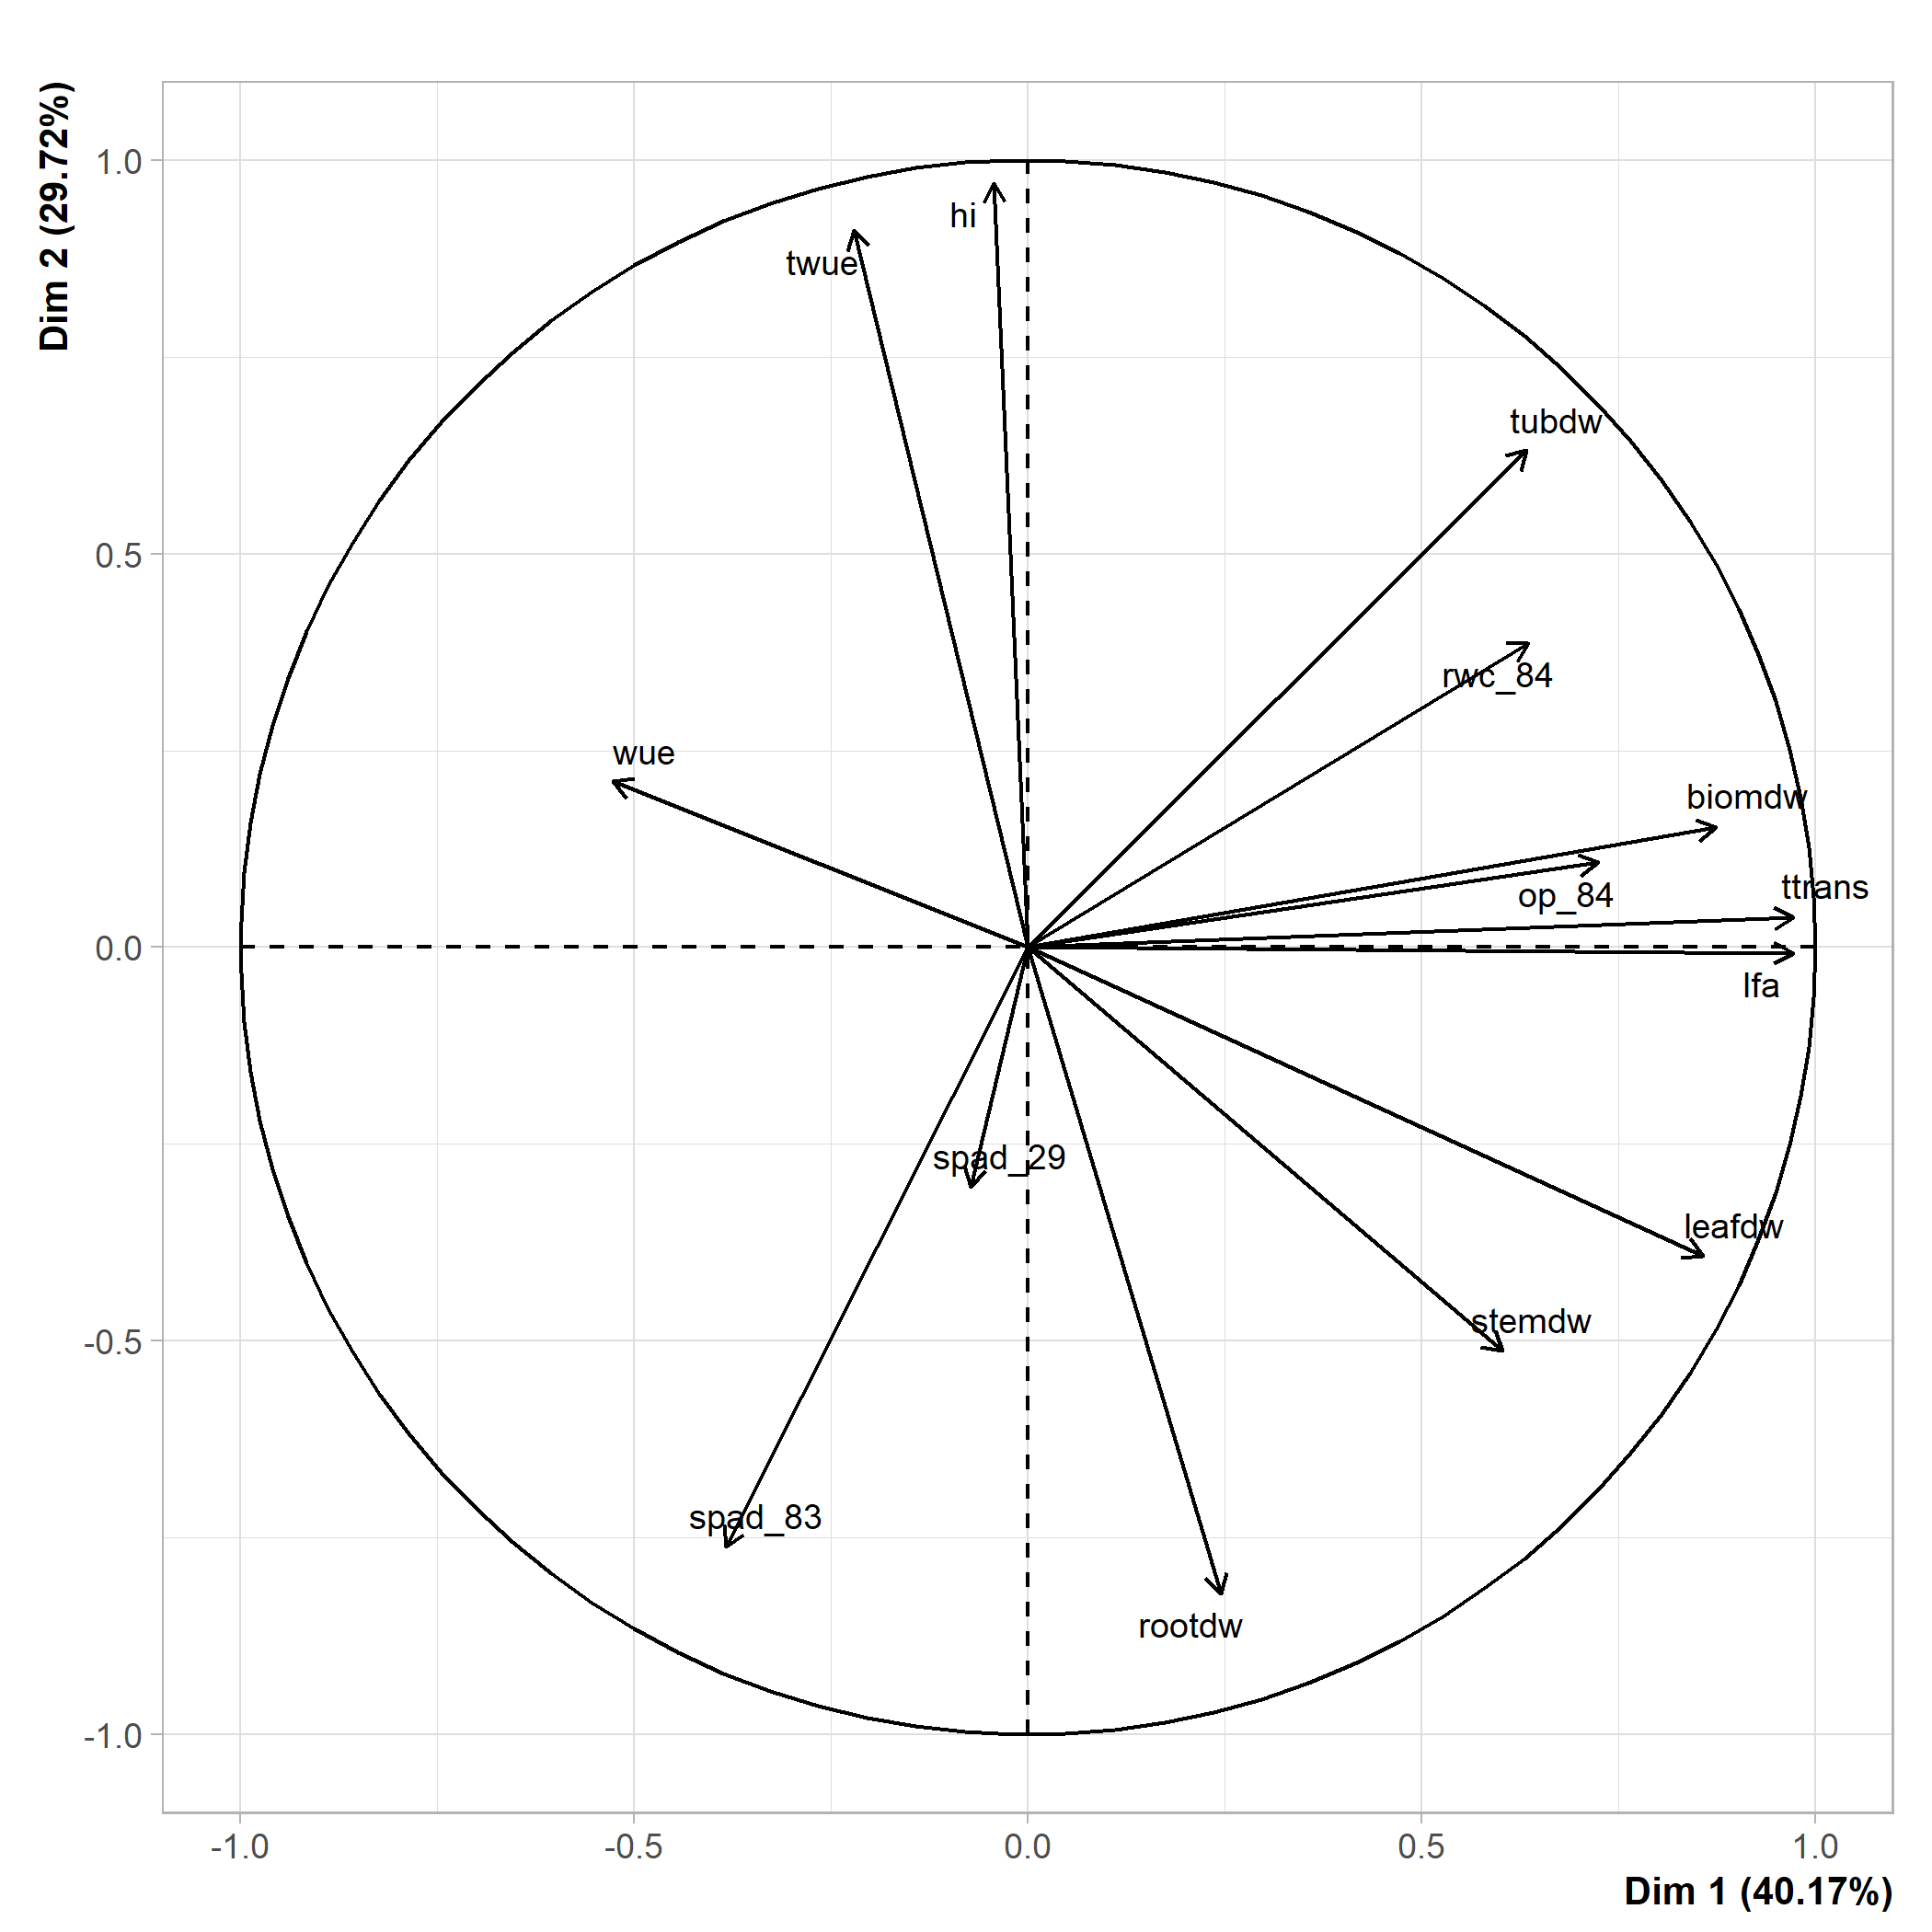 Dim 2 (29.72%)
1.0
0.5
0.0
-0.5
-1.0
hi
twue
tubdw
rwc_84
wue
biomdw
ttrans
op_84
lfa
spad_29
leafdw
stemdw
spad_83
rootdw
-1.0
-0.5
0.0
0.5
1.0
Dim 1 (40.17%)